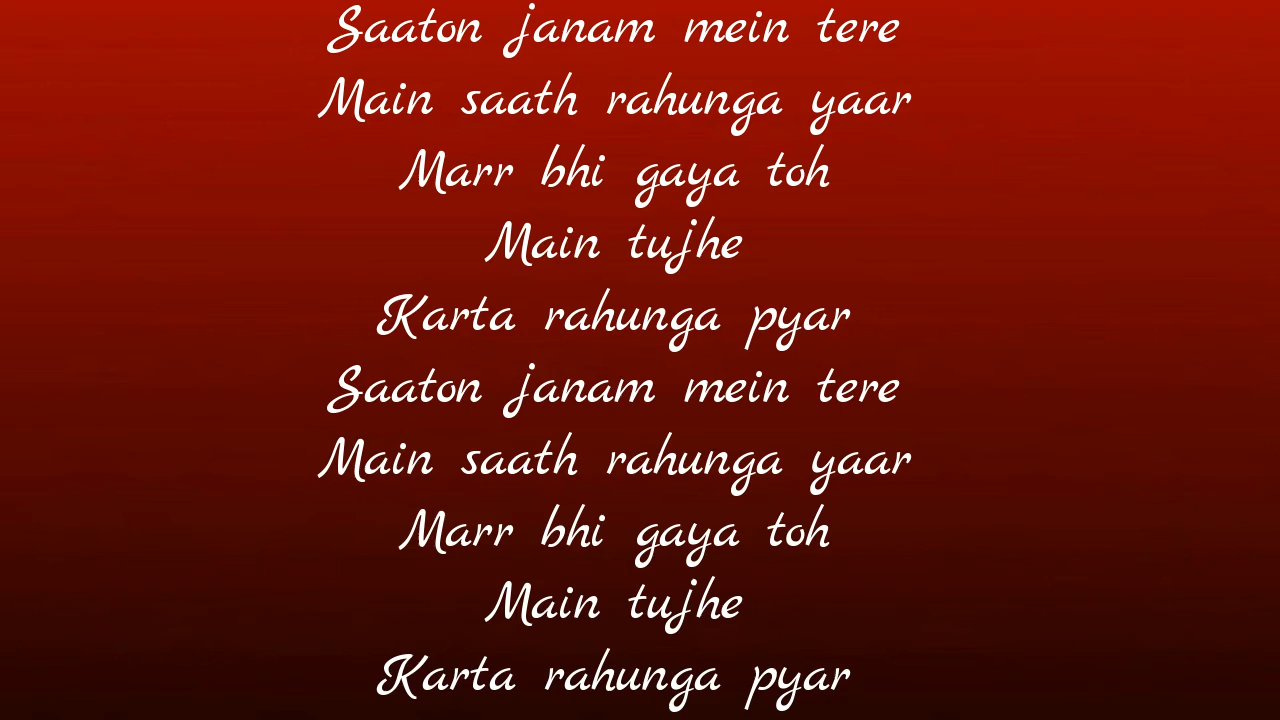 Saaton janam mein tere
Main saath rahunga yaar
Marr bhi gaya toh
Main tujhe
Karta rahunga pyar
Saaton janam mein tere
Main saath rahunga yaar
Marr bhi gaya toh
Main tujhe
Karta rahunga pyar